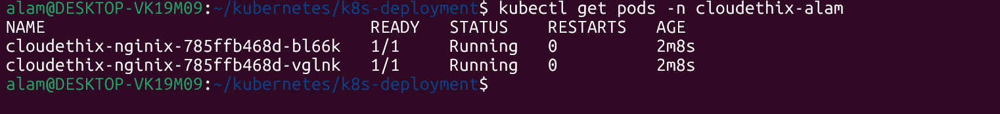 alam@DESKTOP-VK19M09:~/kubernetes/k8s-deployment$ kubectl get pods -n cloudethix-alam
NAME                                 READY   STATUS    RESTARTS   AGE
cloudethix-nginix-785ffb468d-bl66k   1/1     Running   0          2m8s
cloudethix-nginix-785ffb468d-vglnk   1/1     Running   0          2m8s
alam@DESKTOP-VK19M09:~/kubernetes/k8s-deployment$